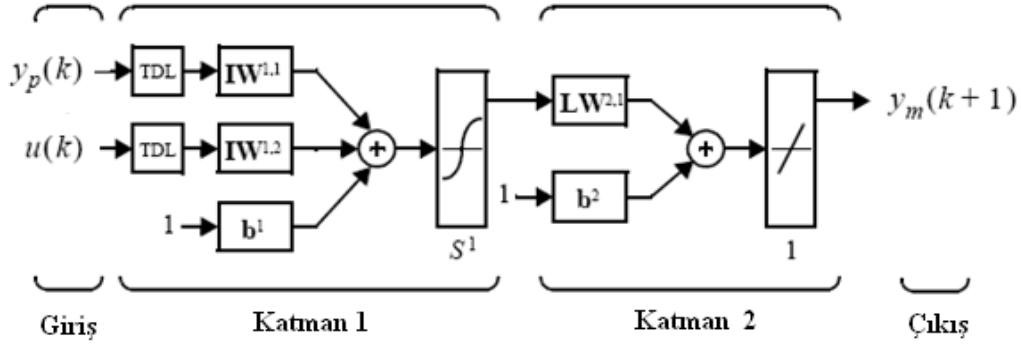 y_p(k) TDL IW^{1,1}
u(k) TDL IW^{1,2}
1 b^1
S^1
LW^{2,1}
1 b^2
1
y_m(k + 1)
Giriş Katman 1 Katman 2 Çıkış